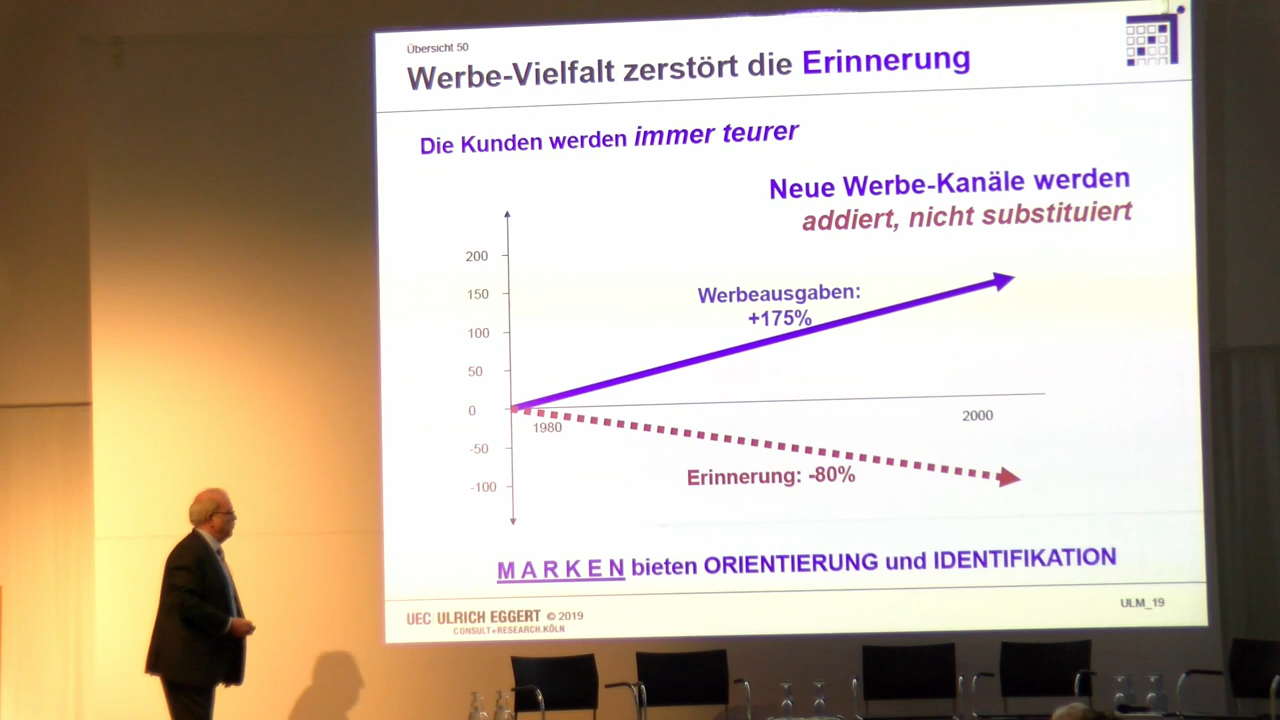 Übersicht 50
Werbe-Vielfalt zerstört die Erinnerung
Die Kunden werden immer teurer
Neue Werbe-Kanäle werden
addiert, nicht substituiert
200
150
100
50
0
-50
-100
Werbeausgaben:
+175%
1980
2000
Erinnerung: -80%
MARKEN bieten ORIENTIERUNG und IDENTIFIKATION
UEC ULRICH EGGERT © 2019
CONSULT+RESEARCH.KÖLN
ULM_19